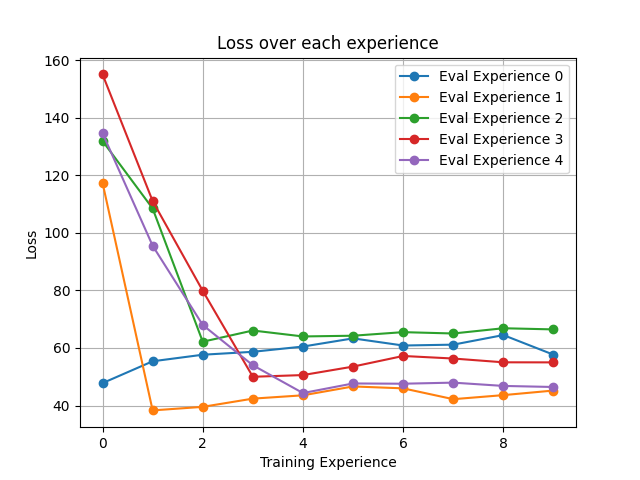 Loss over each experience
160
140
120
100
80
60
40
Loss
0
2
4
6
8
Training Experience
Eval Experience 0
Eval Experience 1
Eval Experience 2
Eval Experience 3
Eval Experience 4